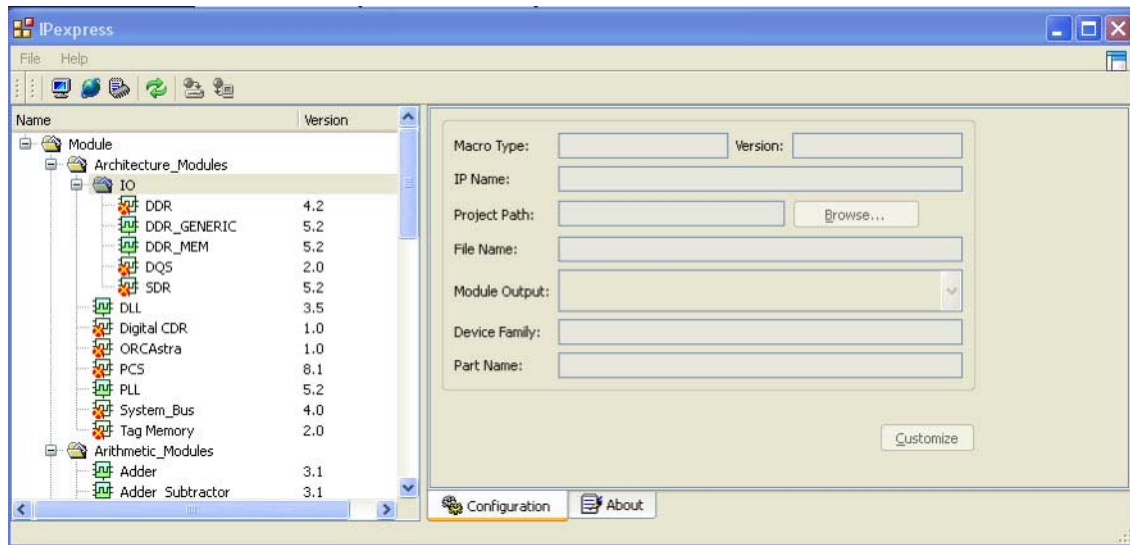 IPexpress
File Help
Name Version
Module
Architecture_Modules
IO
DDR 4.2
DDR_GENERIC 5.2
DDR_MEM 5.2
DQS 2.0
SDR 5.2
DLL 3.5
Digital CDR 1.0
ORCAstra 1.0
PCS 8.1
PLL 5.2
System_Bus 4.0
Tag Memory 2.0
Arithmetic_Modules
Adder 3.1
Adder Subtractor 3.1
Macro Type: Version:
IP Name:
Project Path: Browse...
File Name:
Module Output:
Device Family:
Part Name:
Customize
Configuration About